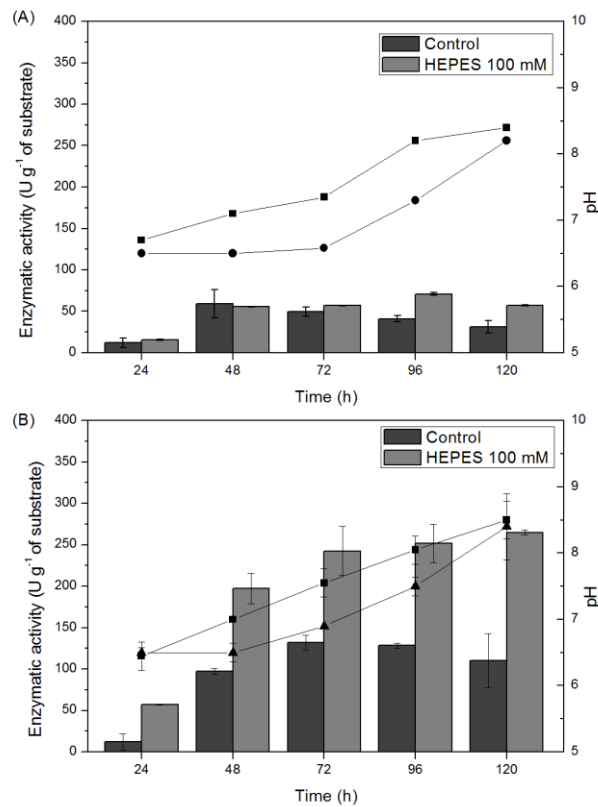 (A)
400
350
300
250
200
150
100
50
0
Enzymatic activity (U g⁻¹ of substrate)
Control
HEPES 100 mM
10
9
8
7
6
5
pH
24 48 72 96 120
Time (h)
(B)
400
350
300
250
200
150
100
50
0
Enzymatic activity (U g⁻¹ of substrate)
Control
HEPES 100 mM
10
9
8
7
6
5
pH
24 48 72 96 120
Time (h)